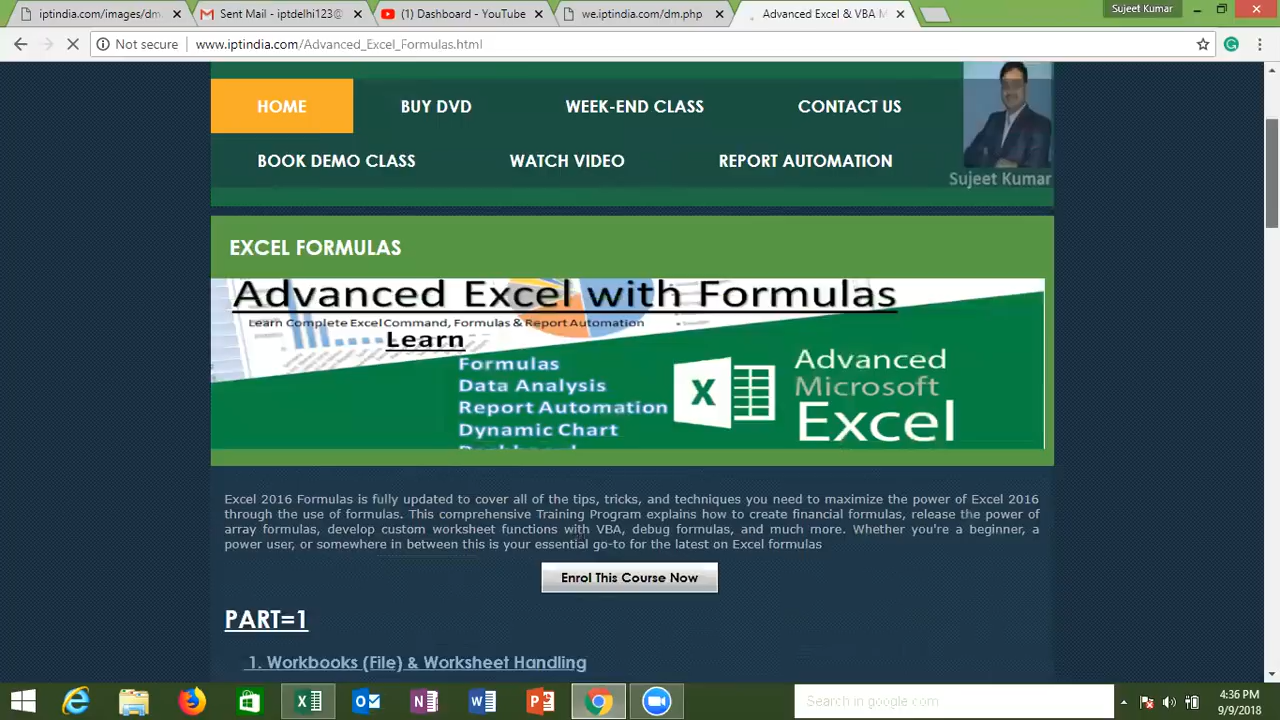 iptindia.com/images/dm.
Sent Mail - iptdelhi123@
(1) Dashboard - YouTube
we.iptindia.com/dm.php
Advanced Excel & VBA M
Sujeet Kumar
Not secure
www.iptindia.com/Advanced_Excel_Formulas.html
HOME
BUY DVD
WEEK-END CLASS
CONTACT US
BOOK DEMO CLASS
WATCH VIDEO
REPORT AUTOMATION
Sujeet Kumar
EXCEL FORMULAS
Advanced Excel with Formulas
Learn Complete Excel Command, Formulas & Report Automation
Learn
Formulas
Data Analysis
Report Automation
Dynamic Chart
Advanced
Microsoft
Excel
Excel 2016 Formulas is fully updated to cover all of the tips, tricks, and techniques you need to maximize the power of Excel 2016
through the use of formulas. This comprehensive Training Program explains how to create financial formulas, release the power of
array formulas, develop custom worksheet functions with VBA, debug formulas, and much more. Whether you're a beginner, a
power user, or somewhere in between this is your essential go-to for the latest on Excel formulas
Enrol This Course Now
PART=1
1. Workbooks (File) & Worksheet Handling
Search in google.com
4:36 PM
9/9/2018